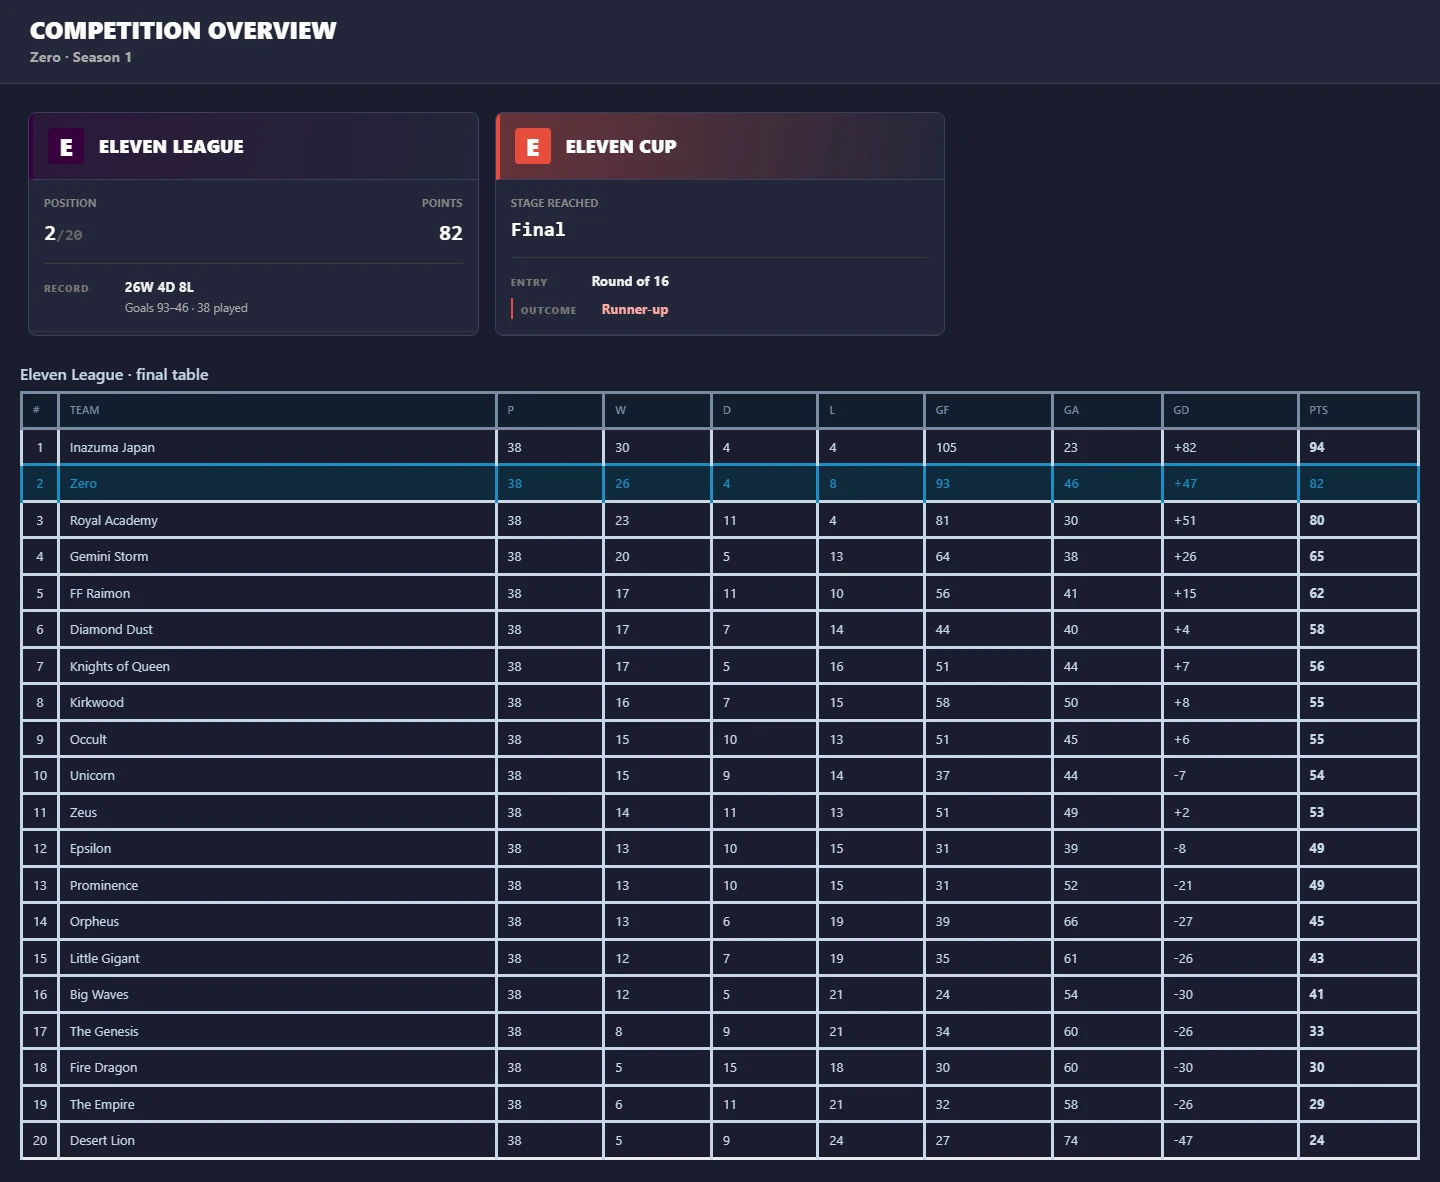 COMPETITION OVERVIEW
Zero · Season 1
E ELEVEN LEAGUE
POSITION POINTS
2/20 82
RECORD 26W 4D 8L
Goals 93–46 · 38 played
E ELEVEN CUP
STAGE REACHED
Final
ENTRY Round of 16
OUTCOME Runner-up
Eleven League · final table
# TEAM P W D L GF GA GD PTS
1 Inazuma Japan 38 30 4 4 105 23 +82 94
2 Zero 38 26 4 8 93 46 +47 82
3 Royal Academy 38 23 11 4 81 30 +51 80
4 Gemini Storm 38 20 5 13 64 38 +26 65
5 FF Raimon 38 17 11 10 56 41 +15 62
6 Diamond Dust 38 17 7 14 44 40 +4 58
7 Knights of Queen 38 17 5 16 51 44 +7 56
8 Kirkwood 38 16 7 15 58 50 +8 55
9 Occult 38 15 10 13 51 45 +6 55
10 Unicorn 38 15 9 14 37 44 -7 54
11 Zeus 38 14 11 13 51 49 +2 53
12 Epsilon 38 13 10 15 31 39 -8 49
13 Prominence 38 13 10 15 31 52 -21 49
14 Orpheus 38 13 6 19 39 66 -27 45
15 Little Gigant 38 12 7 19 35 61 -26 43
16 Big Waves 38 12 5 21 24 54 -30 41
17 The Genesis 38 8 9 21 34 60 -26 33
18 Fire Dragon 38 5 15 18 30 60 -30 30
19 The Empire 38 6 11 21 32 58 -26 29
20 Desert Lion 38 5 9 24 27 74 -47 24